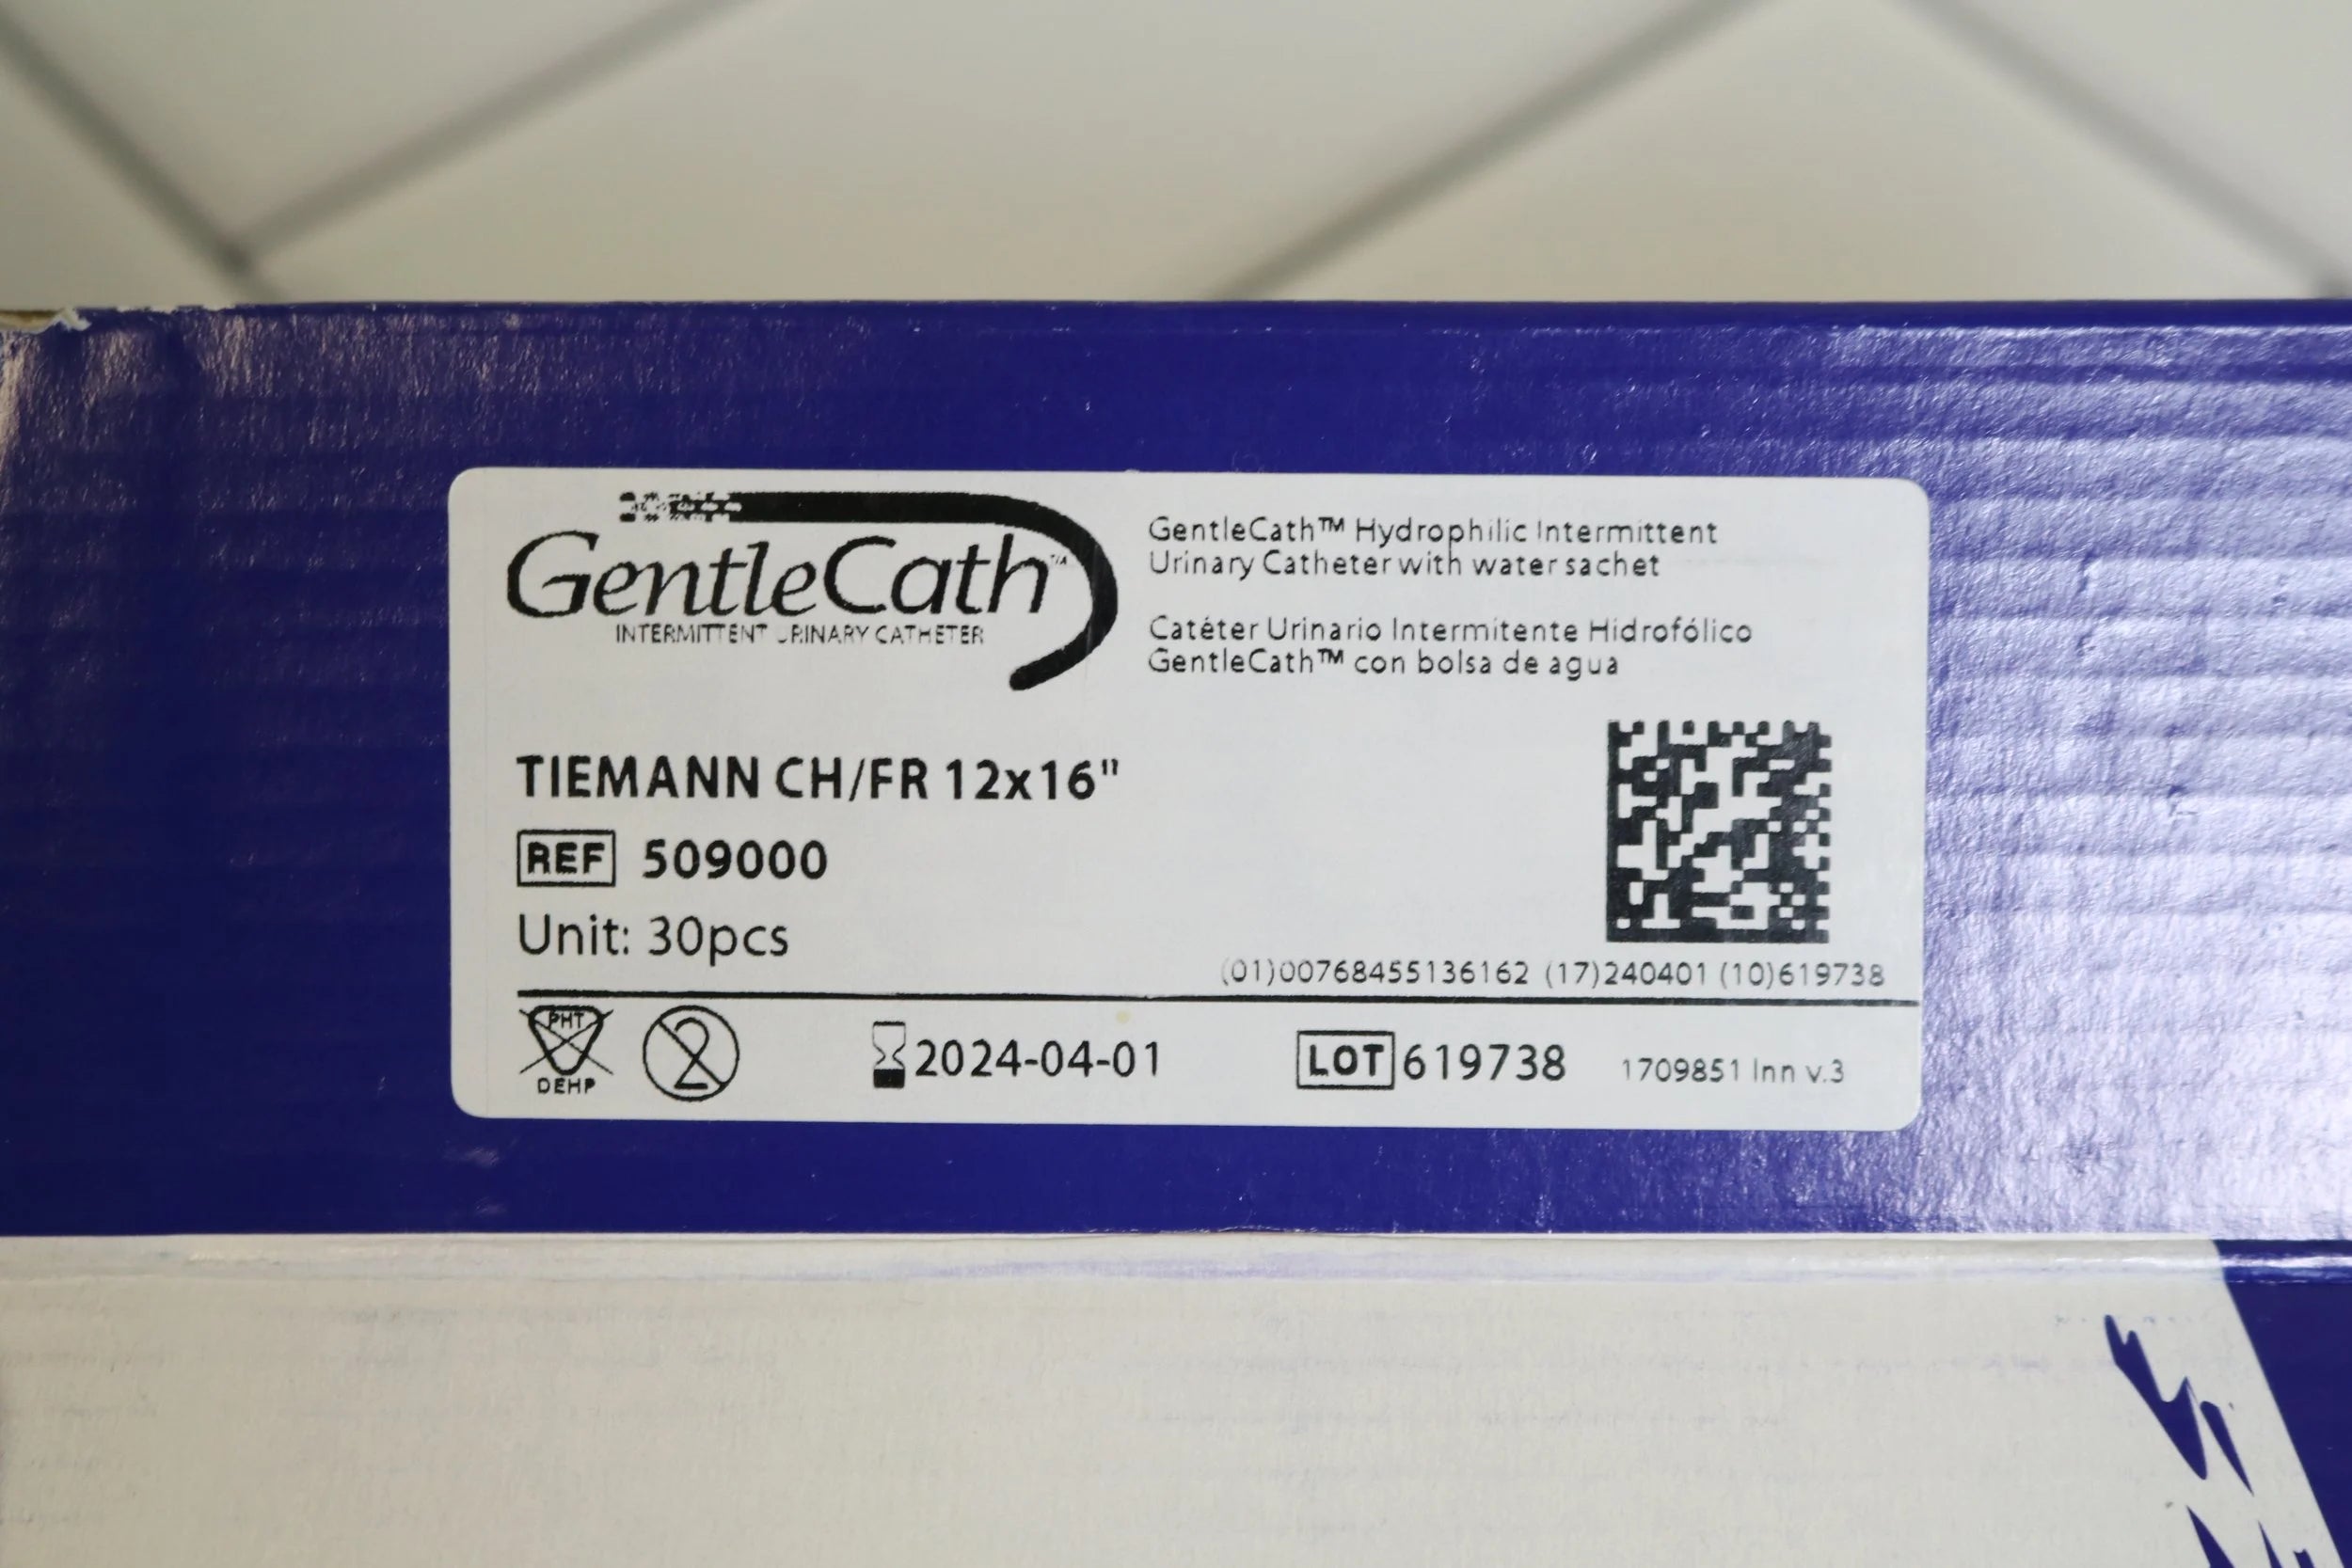 GentleCath™
INTERMITTENT URINARY CATHETER
GentleCath™ Hydrophilic Intermittent
Urinary Catheter with water sachet
Catéter Urinario Intermitente Hidrofólico
GentleCath™ con bolsa de agua
TIEMANN CH/FR 12x16"
REF 509000
Unit: 30pcs
(01)00768455136162 (17)240401 (10)619738
PHT
DEHP
2
2024-04-01
LOT 619738
1709851 Inn v.3